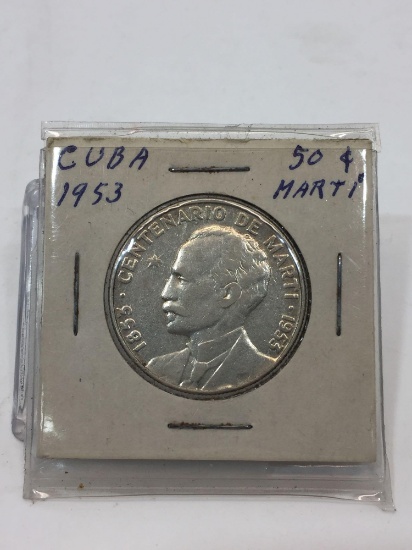 CUBA 50 ¢
1953 MARTI
1853 · CENTENARIO DE MARTI · 1953